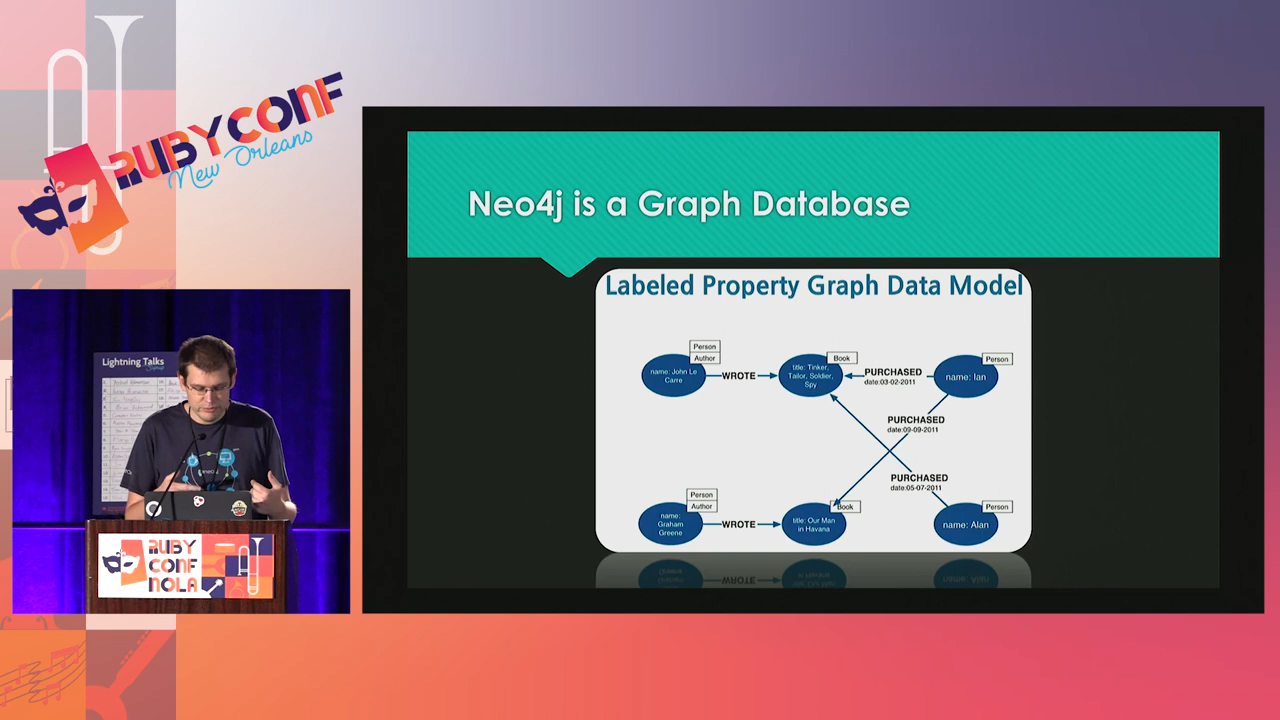 RUBYCONF
New Orleans
Neo4j is a Graph Database
Labeled Property Graph Data Model
Person
Author
name: John Le
Carre
WROTE
Book
title: Tinker,
Tailor, Soldier,
Spy
PURCHASED
date:03-02-2011
Person
name: Ian
PURCHASED
date:09-09-2011
PURCHASED
date:05-07-2011
Person
Author
name:
Graham
Greene
WROTE
Book
title: Our Man
in Havana
Person
name: Alan
Lightning Talks
Signup
RUBY
CONF
NOLA